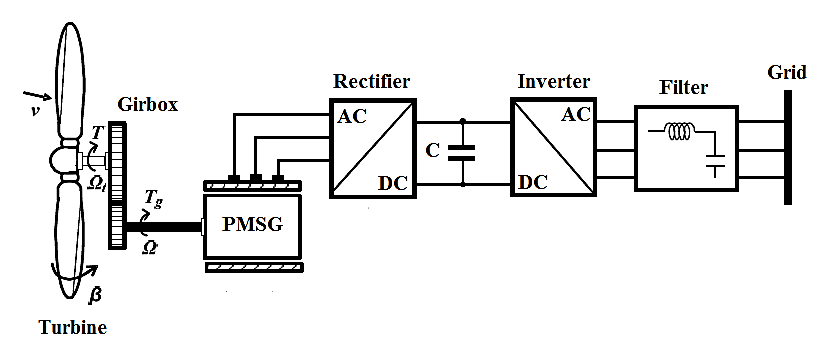 Rectifier
Inverter
Filter
Grid
Girbox
v
T
Ωt
AC
DC
C
AC
DC
Tg
Ω
PMSG
β
Turbine